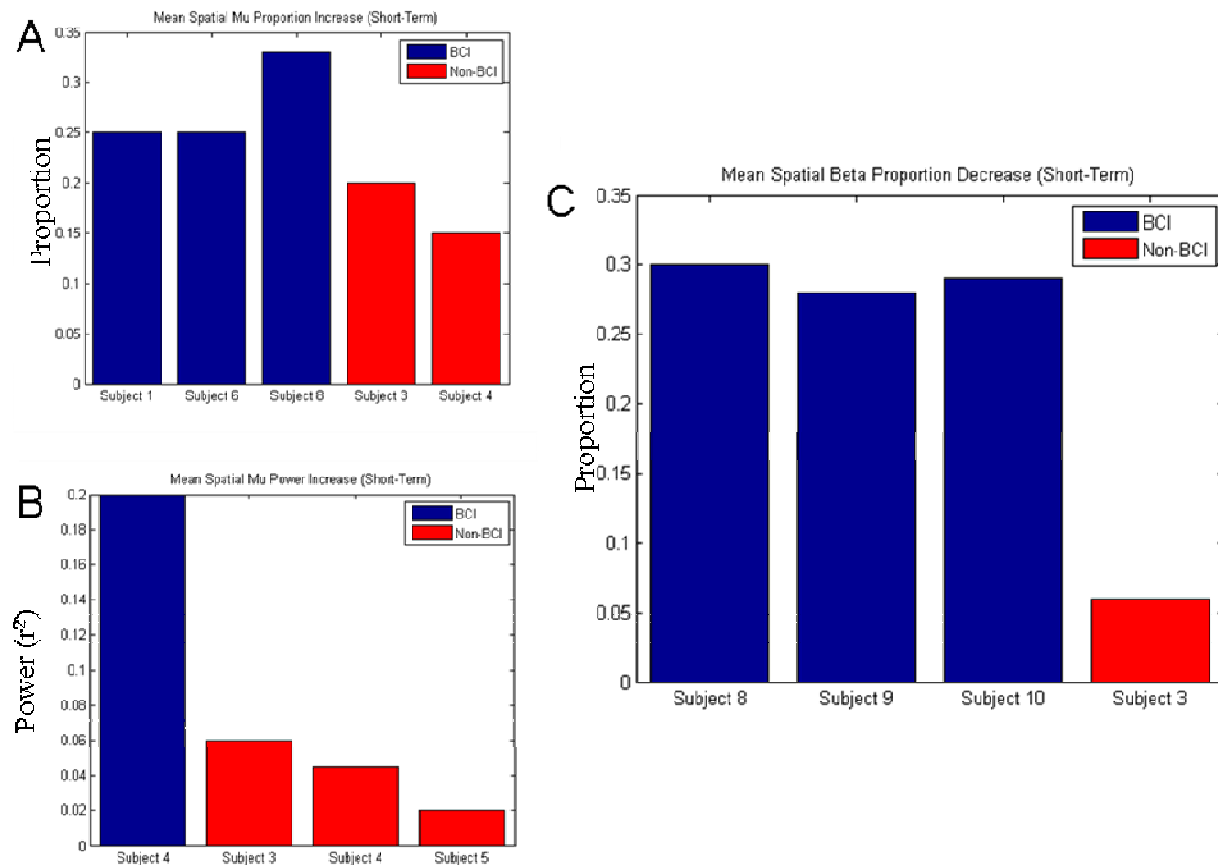 A
Mean Spatial Mu Proportion Increase (Short-Term)
Proportion
0.35
0.3
0.25
0.2
0.15
0.1
0.05
0
BCI
Non-BCI
Subject 1 Subject 6 Subject 8 Subject 3 Subject 4
B
Mean Spatial Mu Power Increase (Short-Term)
Power (r²)
0.2
0.18
0.16
0.14
0.12
0.1
0.08
0.06
0.04
0.02
0
BCI
Non-BCI
Subject 4 Subject 3 Subject 4 Subject 5
C
Mean Spatial Beta Proportion Decrease (Short-Term)
Proportion
0.35
0.3
0.25
0.2
0.15
0.1
0.05
0
BCI
Non-BCI
Subject 8 Subject 9 Subject 10 Subject 3